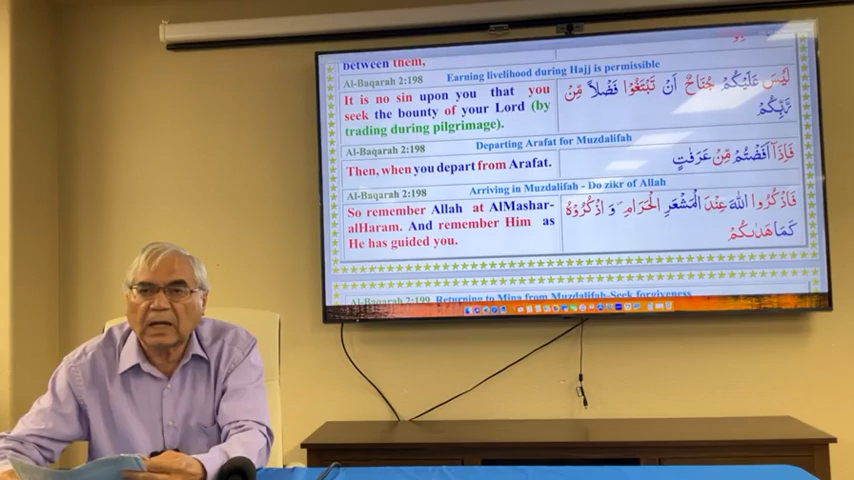 between them,
Al-Baqarah 2:198 Earning livelihood during Hajj is permissible
It is no sin upon you that you
seek the bounty of your Lord (by
trading during pilgrimage).
لَيْسَ عَلَيْكُمْ جُنَاحٌ اَنْ تَبْتَغُوْا فَضْلاً مِّنْ
رَّبِّكُمْ
Al-Baqarah 2:198 Departing Arafat for Muzdalifah
Then, when you depart from Arafat.
فَاِذَآ اَفَضْتُمْ مِّنْ عَرَفٰتٍ
Al-Baqarah 2:198 Arriving in Muzdalifah - Do zikr of Allah
So remember Allah at AlMashar-
alHaram. And remember Him as
He has guided you.
فَاذْكُرُوا اللّٰهَ عِنْدَ الْمَشْعَرِ الْحَرَامِ وَ اذْكُرُوْهُ
كَمَا هَدٰىكُمْ
Al-Baqarah 2:199 Returning to Mina from Muzdalifah-Seek forgiveness